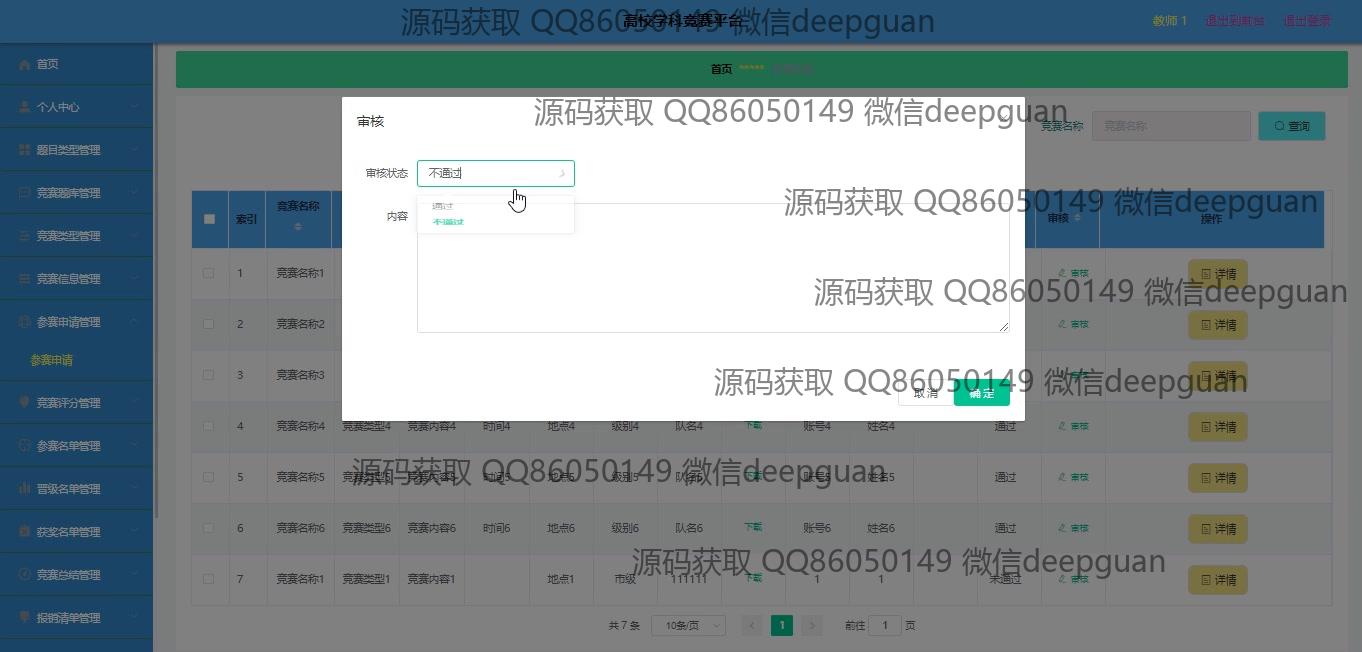 源码获取 QQ86050149 微信deepguan
高校学科竞赛平台
教师 1 退出到前台 退出登录
首页
个人中心
题目类型管理
竞赛题库管理
竞赛类型管理
竞赛信息管理
参赛申请管理
参赛申请
竞赛评分管理
参赛名单管理
晋级名单管理
获奖名单管理
竞赛总结管理
报销清单管理
首页 *****
源码获取 QQ86050149 微信deepguan
竞赛名称 竞赛名称 查询
审核
审核状态 不通过
通过
不通过
内容
取消 确定
源码获取 QQ86050149 微信deepguan
索引 竞赛名称 审核 操作
1 竞赛名称1 审核 详情
源码获取 QQ86050149 微信deepguan
2 竞赛名称2 审核 详情
3 竞赛名称3 详情
源码获取 QQ86050149 微信deepguan
4 竞赛名称4 竞赛类型4 竞赛内容4 时间4 地点4 级别4 队名4 下载 账号4 姓名4 通过 审核 详情
源码获取 QQ86050149 微信deepguan
5 竞赛名称5 竞赛类型5 竞赛内容5 时间5 地点5 级别5 队名5 下载 账号5 姓名5 通过 审核 详情
6 竞赛名称6 竞赛类型6 竞赛内容6 时间6 地点6 级别6 队名6 下载 账号6 姓名6 通过 审核 详情
源码获取 QQ86050149 微信deepguan
7 竞赛名称1 竞赛类型1 竞赛内容1 地点1 市级 111111 下载 1 1 未通过 审核 详情
共 7 条 10条/页 1 前往 1 页